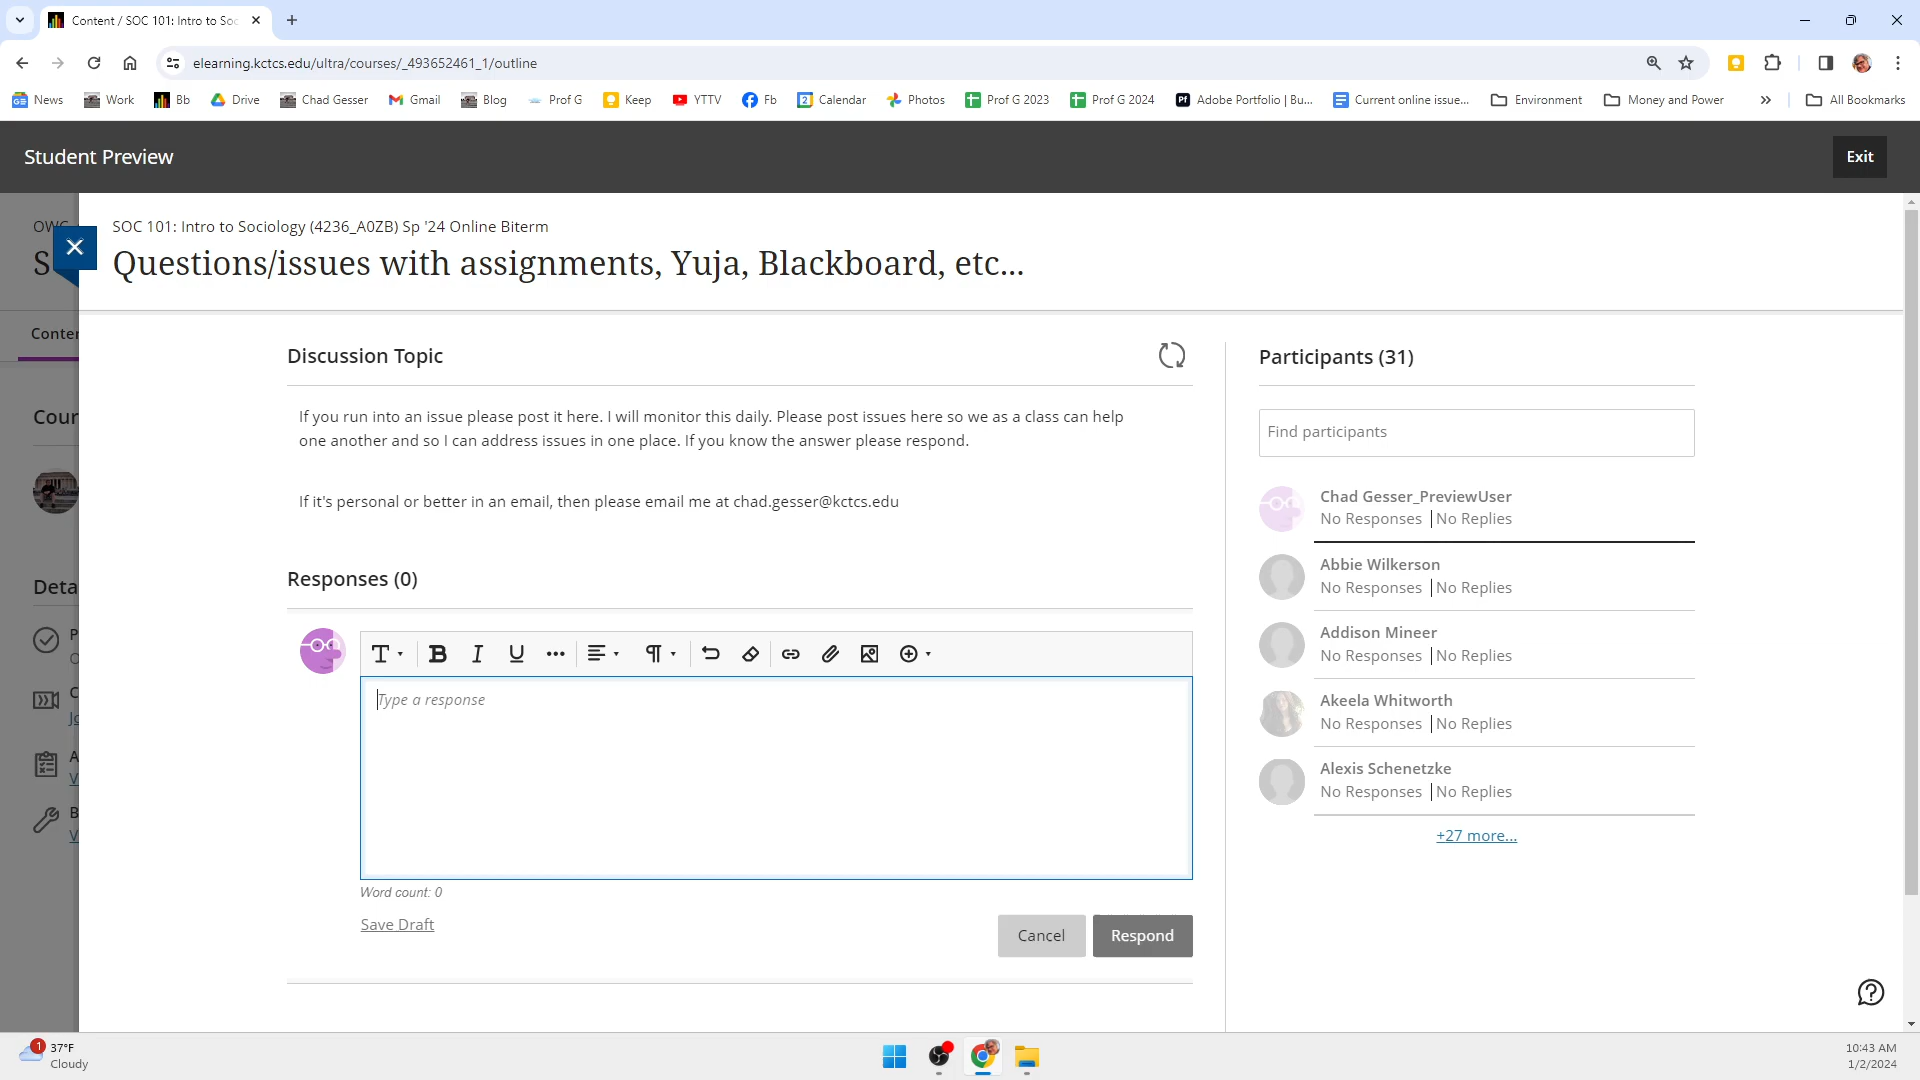 Content / SOC 101: Intro to Soc
elearning.kctcs.edu/ultra/courses/_493652461_1/outline
News
Work
Bb
Drive
Chad Gesser
Gmail
Blog
Prof G
Keep
YTTV
Fb
Calendar
Photos
Prof G 2023
Prof G 2024
Adobe Portfolio | Bu...
Current online issue...
Environment
Money and Power
»
All Bookmarks
Student Preview
Exit
SOC 101: Intro to Sociology (4236_A0ZB) Sp '24 Online Biterm
Questions/issues with assignments, Yuja, Blackboard, etc...
Conter
Cour
Deta
Discussion Topic
If you run into an issue please post it here. I will monitor this daily. Please post issues here so we as a class can help
one another and so I can address issues in one place. If you know the answer please respond.
If it's personal or better in an email, then please email me at chad.gesser@kctcs.edu
Responses (0)
T
B
I
U
Type a response
Word count: 0
Save Draft
Cancel
Respond
Participants (31)
Find participants
Chad Gesser_PreviewUser
No Responses | No Replies
Abbie Wilkerson
No Responses | No Replies
Addison Mineer
No Responses | No Replies
Akeela Whitworth
No Responses | No Replies
Alexis Schenetzke
No Responses | No Replies
+27 more...
1
37°F
Cloudy
10:43 AM
1/2/2024